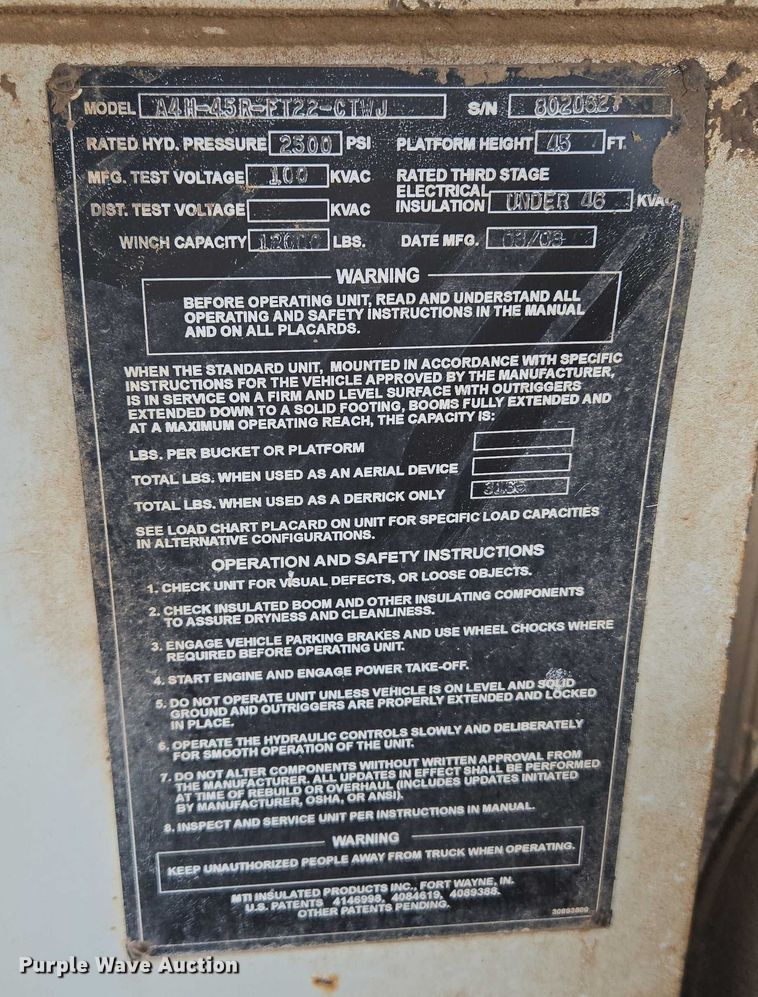 MODEL A4H-45R-FT22-CTWJ S/N
RATED HYD. PRESSURE 2500 PSI PLATFORM HEIGHT 45 FT.
MFG. TEST VOLTAGE 100 KVAC RATED THIRD STAGE
ELECTRICAL
DIST. TEST VOLTAGE KVAC INSULATION UNDER 46
WINCH CAPACITY 12000 LBS. DATE MFG. 03/03
WARNING
BEFORE OPERATING UNIT, READ AND UNDERSTAND ALL
OPERATING AND SAFETY INSTRUCTIONS IN THE MANUAL
AND ON ALL PLACARDS.
WHEN THE STANDARD UNIT, MOUNTED IN ACCORDANCE WITH SPECIFIC
INSTRUCTIONS FOR THE VEHICLE APPROVED BY THE MANUFACTURER,
IS IN SERVICE ON A FIRM AND LEVEL SURFACE WITH OUTRIGGERS
EXTENDED DOWN TO A SOLID FOOTING, BOOMS FULLY EXTENDED AND
AT A MAXIMUM OPERATING REACH, THE CAPACITY IS:
LBS. PER BUCKET OR PLATFORM
TOTAL LBS. WHEN USED AS AN AERIAL DEVICE
TOTAL LBS. WHEN USED AS A DERRICK ONLY
SEE LOAD CHART PLACARD ON UNIT FOR SPECIFIC LOAD CAPACITIES
IN ALTERNATIVE CONFIGURATIONS.
OPERATION AND SAFETY INSTRUCTIONS
1. CHECK UNIT FOR VISUAL DEFECTS, OR LOOSE OBJECTS.
2. CHECK INSULATED BOOM AND OTHER INSULATING COMPONENTS
TO ASSURE DRYNESS AND CLEANLINESS.
3. ENGAGE VEHICLE PARKING BRAKES AND USE WHEEL CHOCKS WHERE
REQUIRED BEFORE OPERATING UNIT.
4. START ENGINE AND ENGAGE POWER TAKE-OFF.
5. DO NOT OPERATE UNIT UNLESS VEHICLE IS ON LEVEL AND SOLID
GROUND AND OUTRIGGERS ARE PROPERLY EXTENDED AND LOCKED
IN PLACE.
6. OPERATE THE HYDRAULIC CONTROLS SLOWLY AND DELIBERATELY
FOR SMOOTH OPERATION OF THE UNIT.
7. DO NOT ALTER COMPONENTS WITHOUT WRITTEN APPROVAL FROM
THE MANUFACTURER. ALL UPDATES IN EFFECT SHALL BE PERFORMED
AT TIME OF REBUILD OR OVERHAUL (INCLUDES UPDATES INITIATED
BY MANUFACTURER, OSHA, OR ANSI).
8. INSPECT AND SERVICE UNIT PER INSTRUCTIONS IN MANUAL.
WARNING
KEEP UNAUTHORIZED PEOPLE AWAY FROM TRUCK WHEN OPERATING.
MTI INSULATED PRODUCTS INC., FORT WAYNE, IN.
U.S. PATENTS 4146998, 4084619, 4089388.
OTHER PATENTS PENDING.
Purple Wave Auction